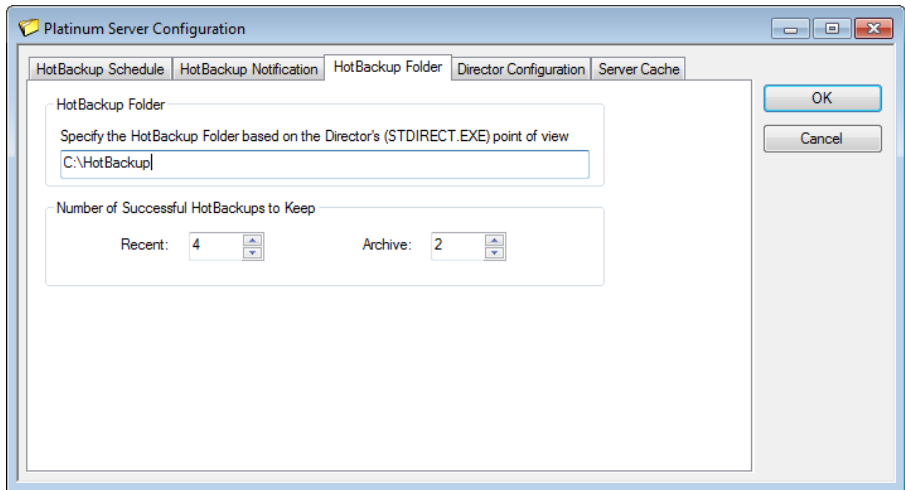 Platinum Server Configuration
HotBackup Schedule HotBackup Notification HotBackup Folder Director Configuration Server Cache
HotBackup Folder
Specify the HotBackup Folder based on the Director's (STDIRECT.EXE) point of view
C:\HotBackup
Number of Successful HotBackups to Keep
Recent: 4 Archive: 2
OK
Cancel